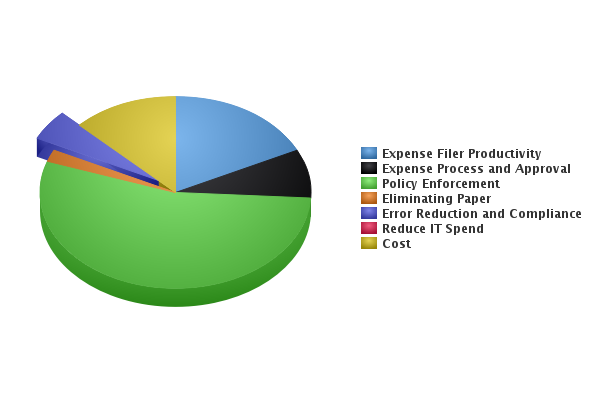 Expense Filer Productivity
Expense Process and Approval
Policy Enforcement
Eliminating Paper
Error Reduction and Compliance
Reduce IT Spend
Cost